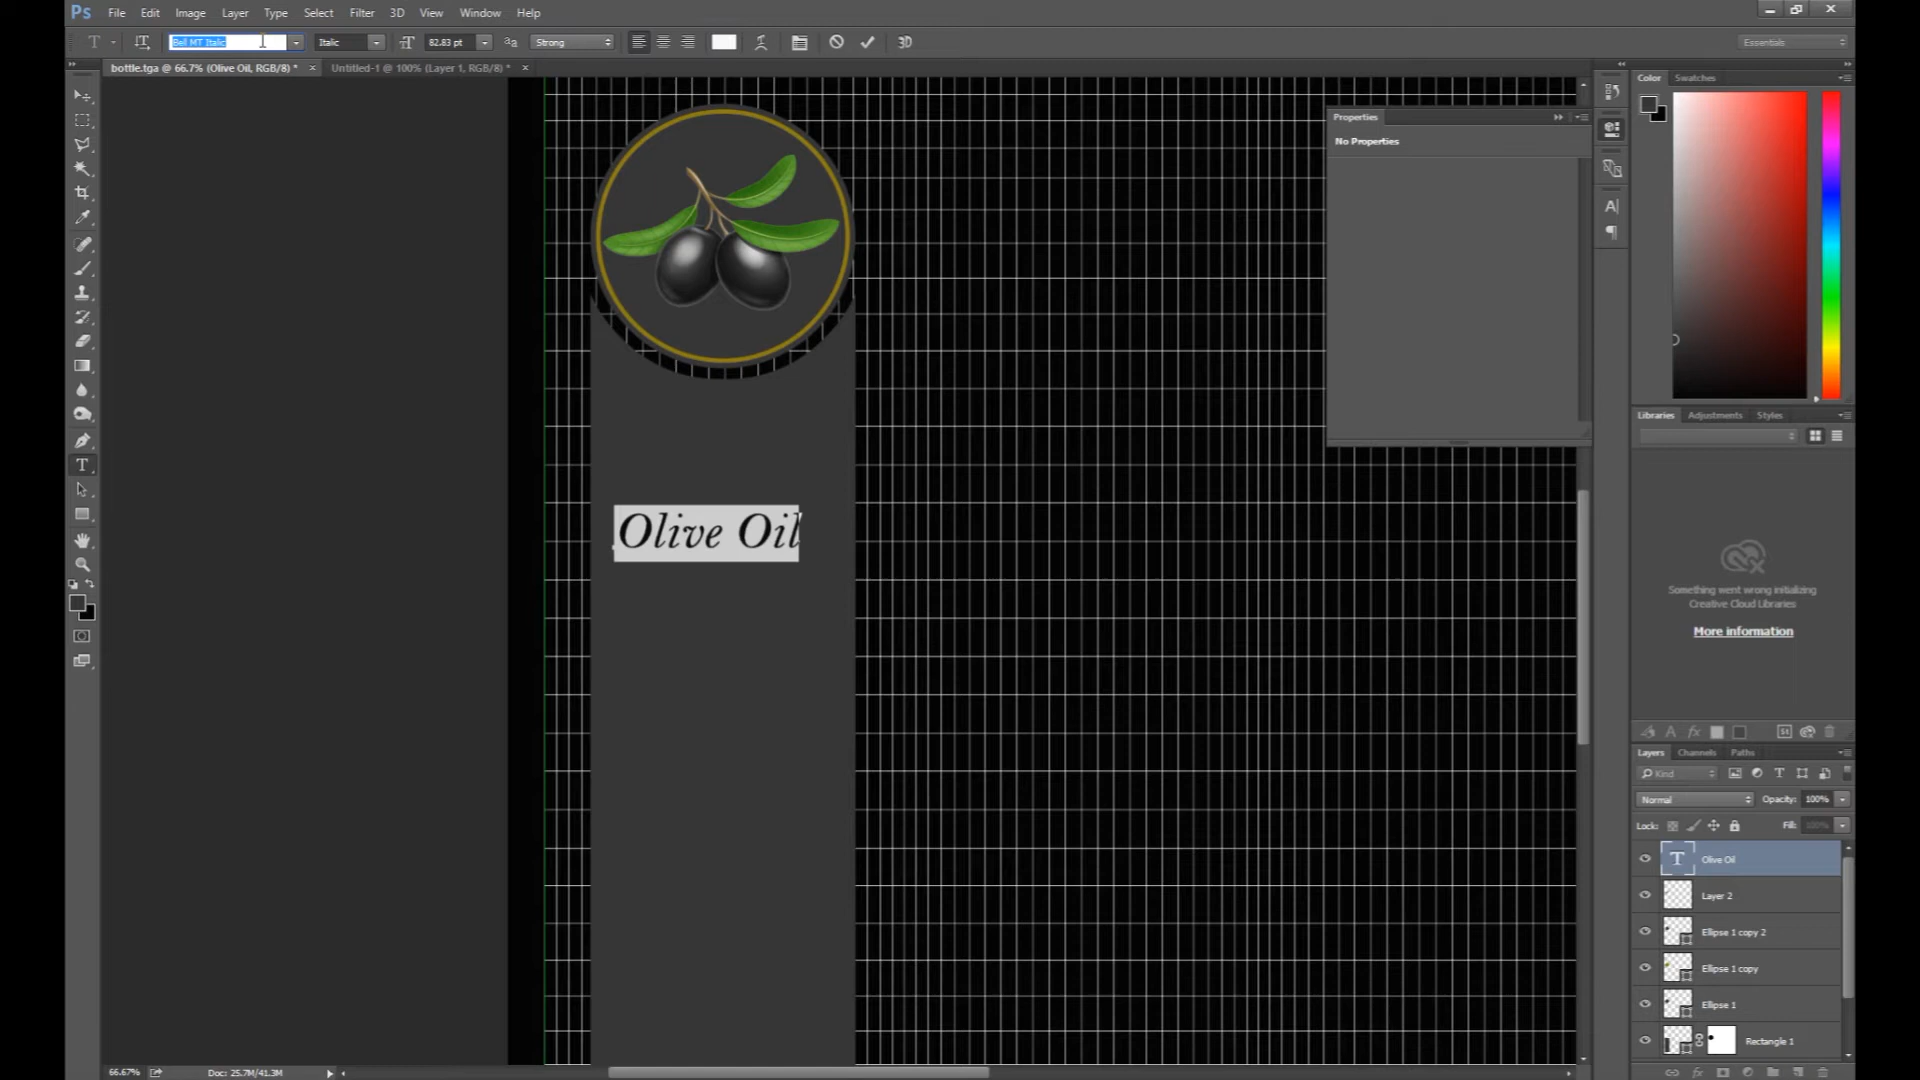 Ps File Edit Image Layer Type Select Filter 3D View Window Help
T Bell MT Italic Italic 82.83 pt Strong 3D Essentials
bottle.tga @ 66.7% (Olive Oil, RGB/8) * × Untitled-1 @ 100% (Layer 1, RGB/8) * ×
Color Swatches
Properties
No Properties
Olive Oil
Libraries Adjustments Styles
Something went wrong initializing
Creative Cloud Libraries
More information
Layers Channels Paths
Kind
Normal Opacity: 100%
Lock: Fill: 100%
Olive Oil
Layer 2
Ellipse 1 copy 2
Ellipse 1 copy
Ellipse 1
Rectangle 1
66.67% Doc: 25.7M/41.3M